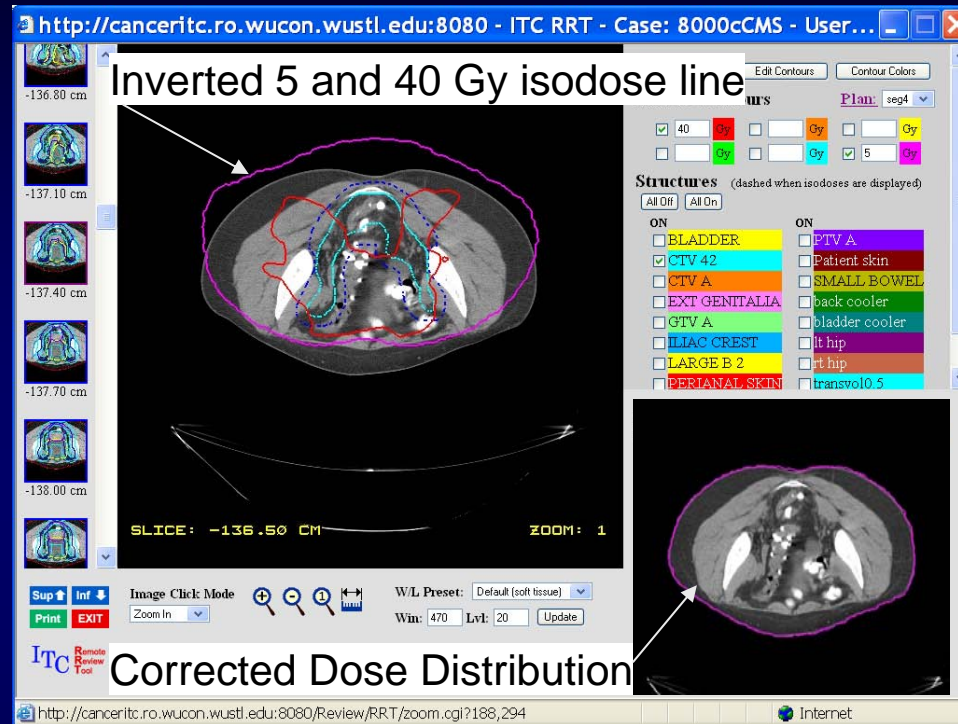 http://canceritc.ro.wucon.wustl.edu:8080 - ITC RRT - Case: 8000cCMS - User...
Inverted 5 and 40 Gy isodose line
Edit Contours Contour Colors
Plan: seg4
40 Gy Gy Gy
Gy Gy 5 Gy
Structures (dashed when isodoses are displayed)
All Off All On
ON ON
BLADDER PTV A
CTV 42 Patient skin
CTV A SMALL BOWEL
EXT GENITALIA back cooler
GTV A bladder cooler
ILIAC CREST lt hip
LARGE B 2 rt hip
PERIANAL SKIN transvol0.5
-136.80 cm
-137.10 cm
-137.40 cm
-137.70 cm
-138.00 cm
SLICE: -136.50 CM ZOOM: 1
Sup Inf
Print EXIT
Image Click Mode
Zoom In
W/L Preset: Default (soft tissue)
Win: 470 Lvl: 20 Update
ITC Remote Review Tool
Corrected Dose Distribution
http://canceritc.ro.wucon.wustl.edu:8080/Review/RRT/zoom.cgi?188,294 Internet